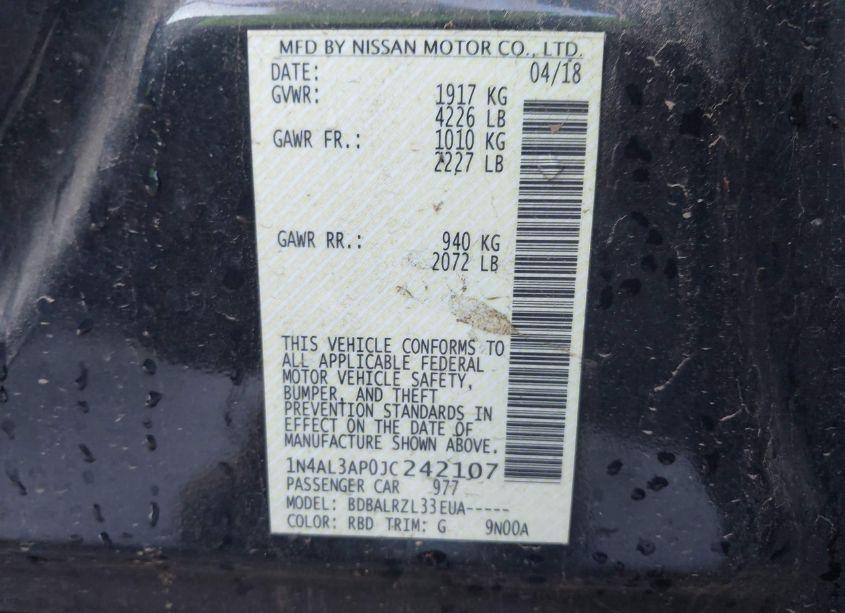 MFD BY NISSAN MOTOR CO., LTD.
DATE: 04/18
GVWR: 1917 KG
4226 LB
GAWR FR.: 1010 KG
2227 LB
GAWR RR.: 940 KG
2072 LB
THIS VEHICLE CONFORMS TO
ALL APPLICABLE FEDERAL
MOTOR VEHICLE SAFETY,
BUMPER, AND THEFT
PREVENTION STANDARDS IN
EFFECT ON THE DATE OF
MANUFACTURE SHOWN ABOVE.
1N4AL3AP0JC242107
PASSENGER CAR 977
MODEL: BDBALRZL33EUA-----
COLOR: RBD TRIM: G 9N00A